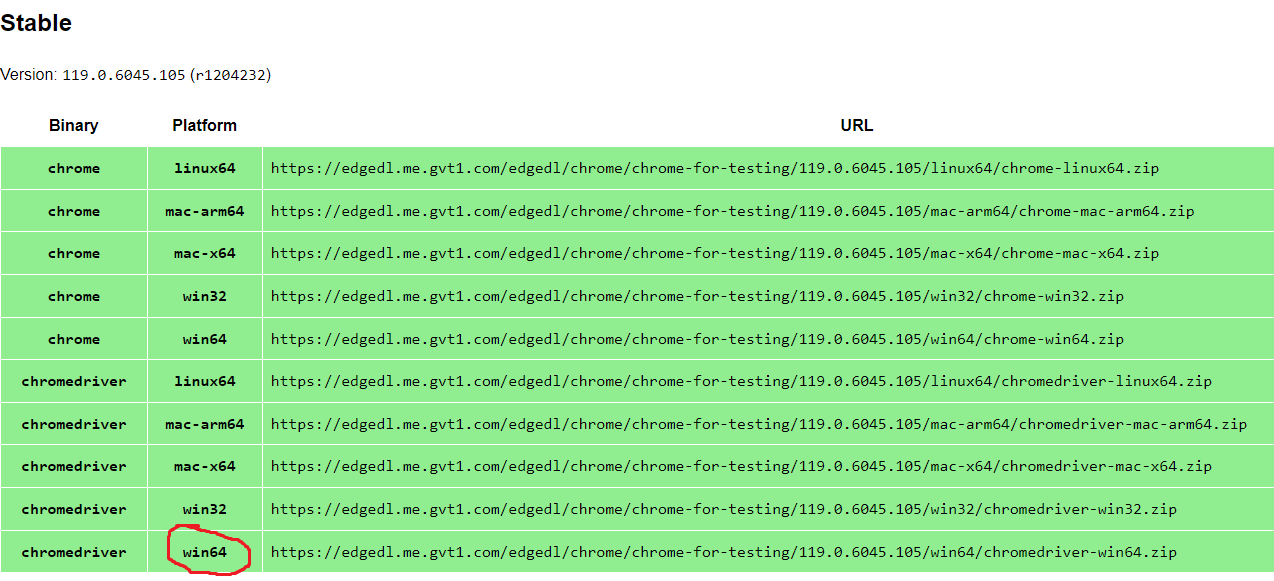 Stable
Version: 119.0.6045.105 (r1204232)
Binary Platform URL
chrome linux64 https://edgedl.me.gvt1.com/edgedl/chrome/chrome-for-testing/119.0.6045.105/linux64/chrome-linux64.zip
chrome mac-arm64 https://edgedl.me.gvt1.com/edgedl/chrome/chrome-for-testing/119.0.6045.105/mac-arm64/chrome-mac-arm64.zip
chrome mac-x64 https://edgedl.me.gvt1.com/edgedl/chrome/chrome-for-testing/119.0.6045.105/mac-x64/chrome-mac-x64.zip
chrome win32 https://edgedl.me.gvt1.com/edgedl/chrome/chrome-for-testing/119.0.6045.105/win32/chrome-win32.zip
chrome win64 https://edgedl.me.gvt1.com/edgedl/chrome/chrome-for-testing/119.0.6045.105/win64/chrome-win64.zip
chromedriver linux64 https://edgedl.me.gvt1.com/edgedl/chrome/chrome-for-testing/119.0.6045.105/linux64/chromedriver-linux64.zip
chromedriver mac-arm64 https://edgedl.me.gvt1.com/edgedl/chrome/chrome-for-testing/119.0.6045.105/mac-arm64/chromedriver-mac-arm64.zip
chromedriver mac-x64 https://edgedl.me.gvt1.com/edgedl/chrome/chrome-for-testing/119.0.6045.105/mac-x64/chromedriver-mac-x64.zip
chromedriver win32 https://edgedl.me.gvt1.com/edgedl/chrome/chrome-for-testing/119.0.6045.105/win32/chromedriver-win32.zip
chromedriver win64 https://edgedl.me.gvt1.com/edgedl/chrome/chrome-for-testing/119.0.6045.105/win64/chromedriver-win64.zip